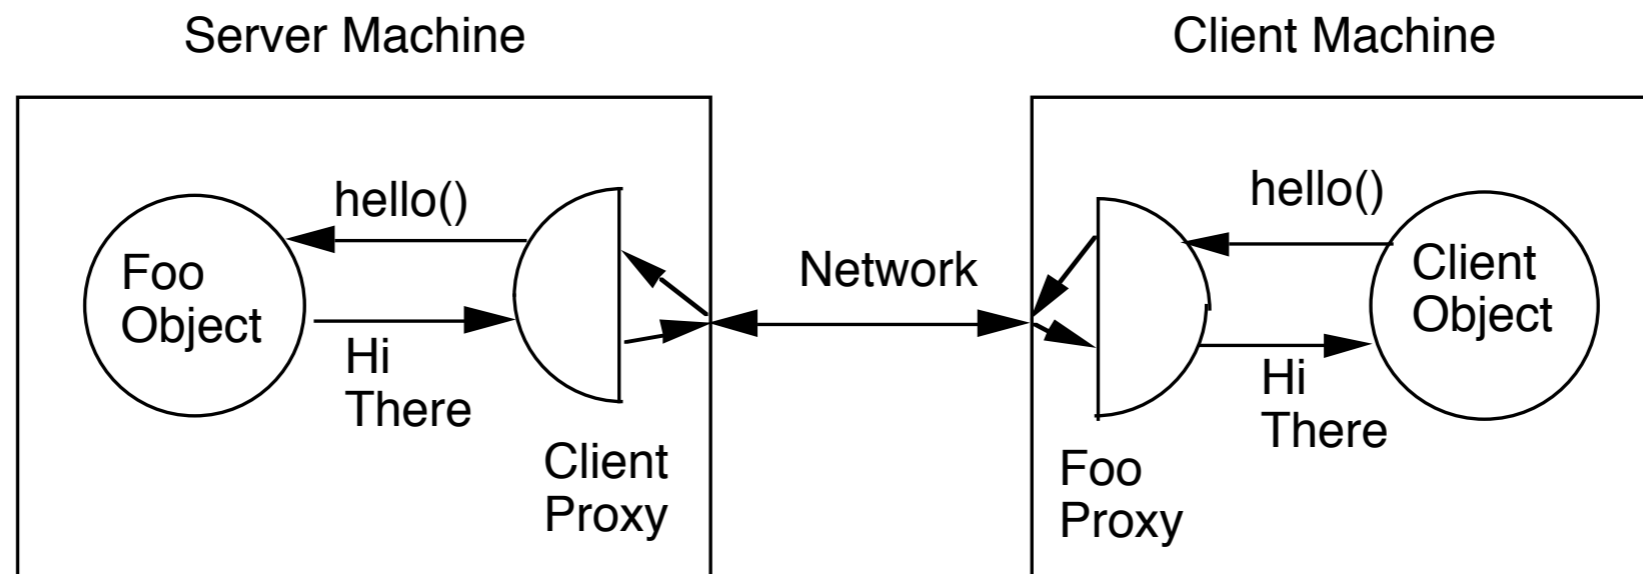 Server Machine
Client Machine
hello()
Foo
Object
Hi
There
Client
Proxy
Network
hello()
Client
Object
Hi
There
Foo
Proxy